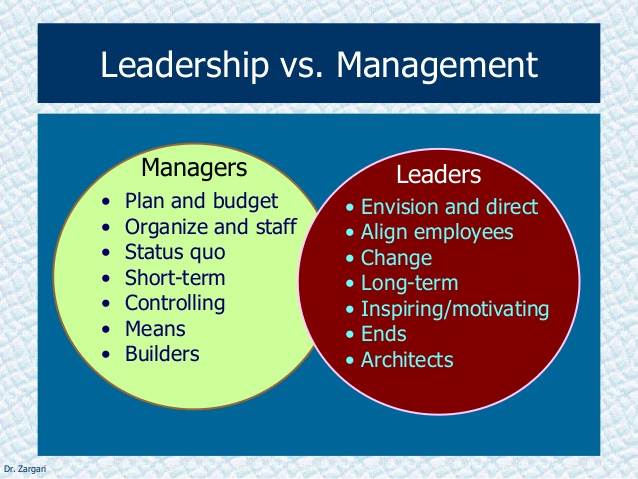 Leadership vs. Management
Managers
• Plan and budget
• Organize and staff
• Status quo
• Short-term
• Controlling
• Means
• Builders
Leaders
• Envision and direct
• Align employees
• Change
• Long-term
• Inspiring/motivating
• Ends
• Architects
Dr. Zargari